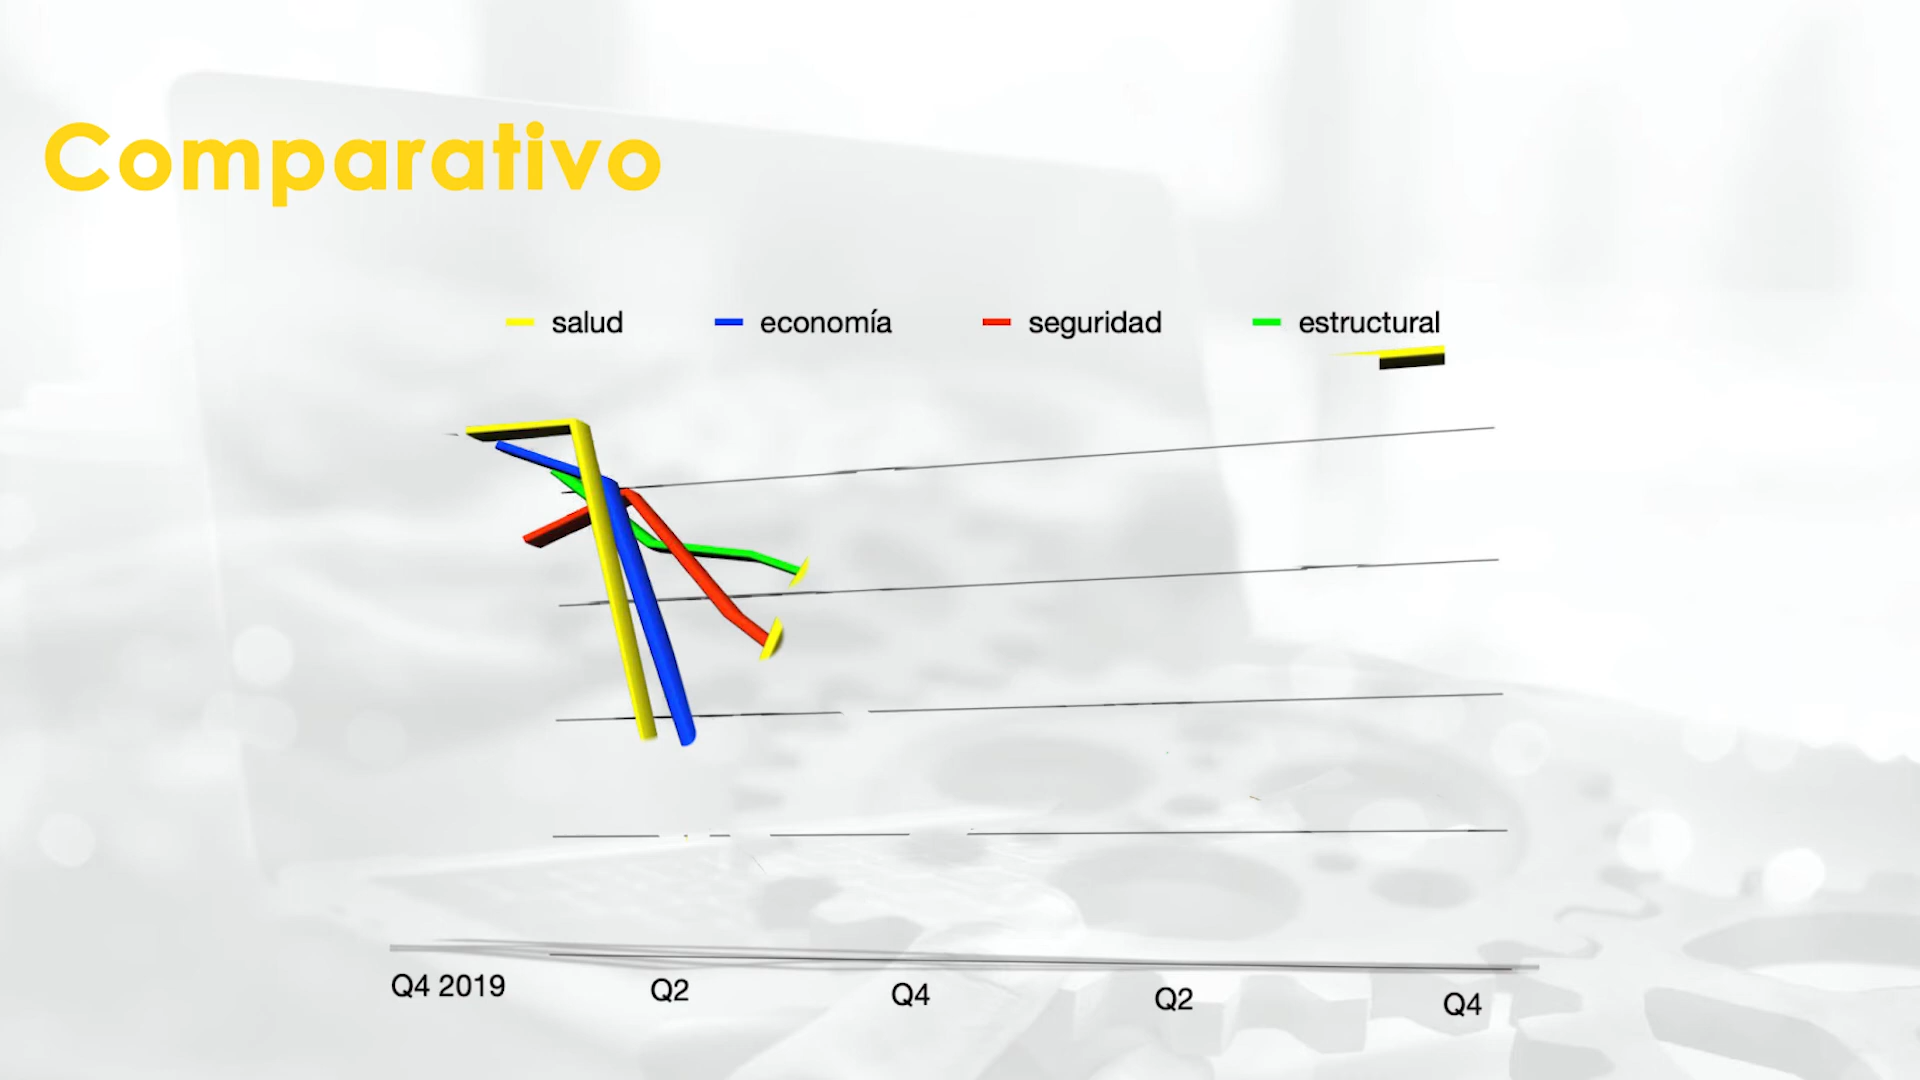 Comparativo
salud economía seguridad estructural
Q4 2019 Q2 Q4 Q2 Q4